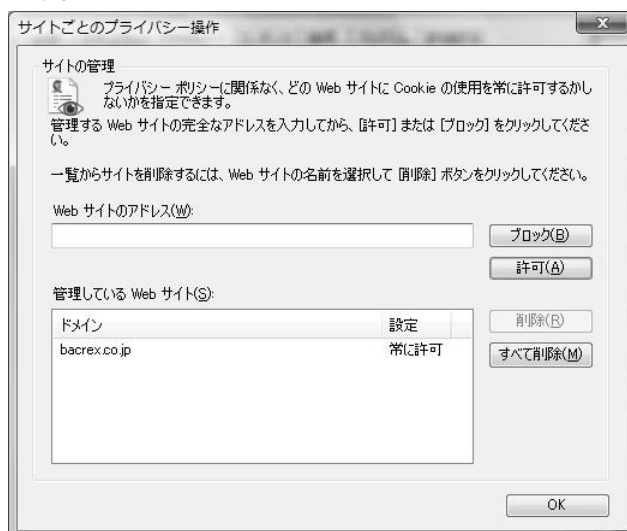 サイトごとのプライバシー操作
サイトの管理
プライバシー ポリシーに関係なく、どの Web サイトに Cookie の使用を常に許可するかし
ないかを指定できます。
管理する Web サイトの完全なアドレスを入力してから、[許可] または [ブロック] をクリックしてくださ
い。
一覧からサイトを削除するには、Web サイトの名前を選択して [削除] ボタンをクリックしてください。
Web サイトのアドレス(W):
ブロック(B)
許可(A)
管理している Web サイト(S):
ドメイン 設定
削除(R)
bacrex.co.jp 常に許可
すべて削除(M)
OK